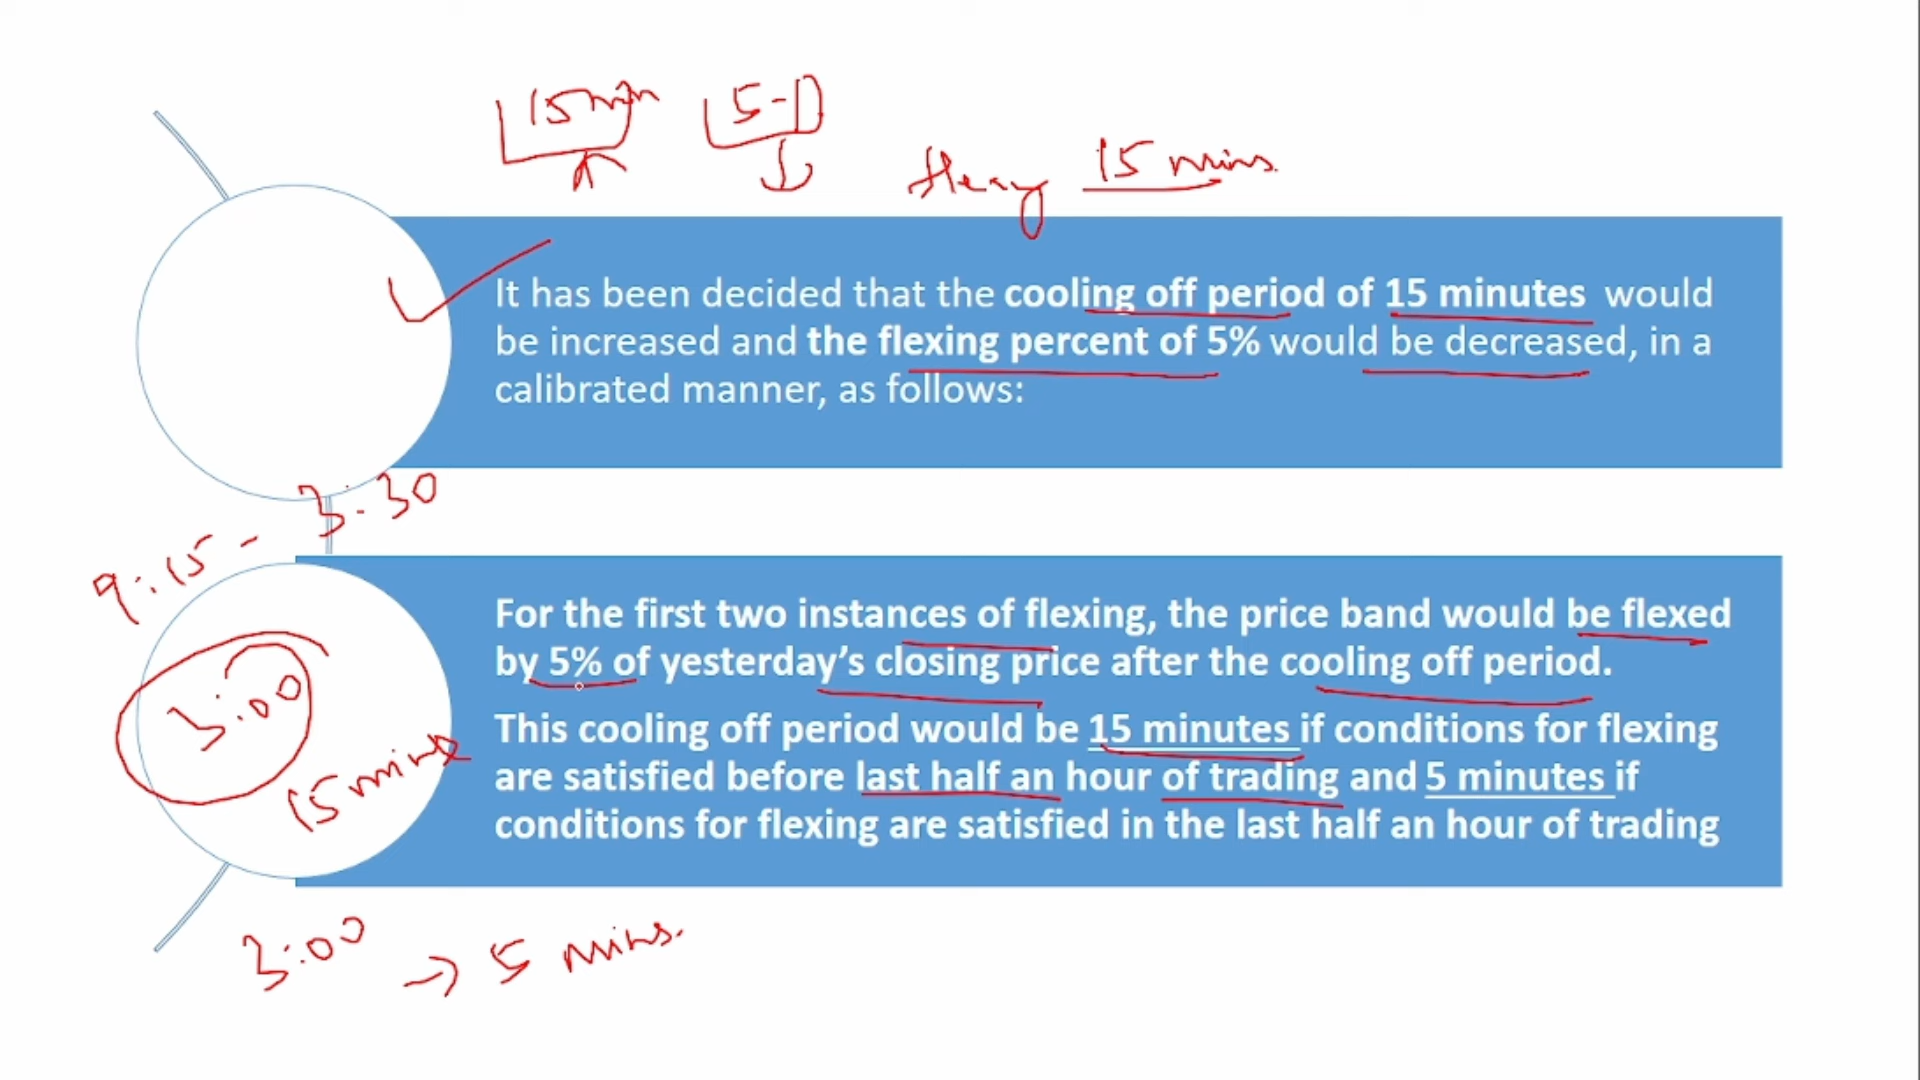 15 min 5-
15 mins.
It has been decided that the cooling off period of 15 minutes would
be increased and the flexing percent of 5% would be decreased, in a
calibrated manner, as follows:
9:15 - 3:30
For the first two instances of flexing, the price band would be flexed
by 5% of yesterday’s closing price after the cooling off period.
3:00
15 mins
This cooling off period would be 15 minutes if conditions for flexing
are satisfied before last half an hour of trading and 5 minutes if
conditions for flexing are satisfied in the last half an hour of trading
3:00 → 5 mins.